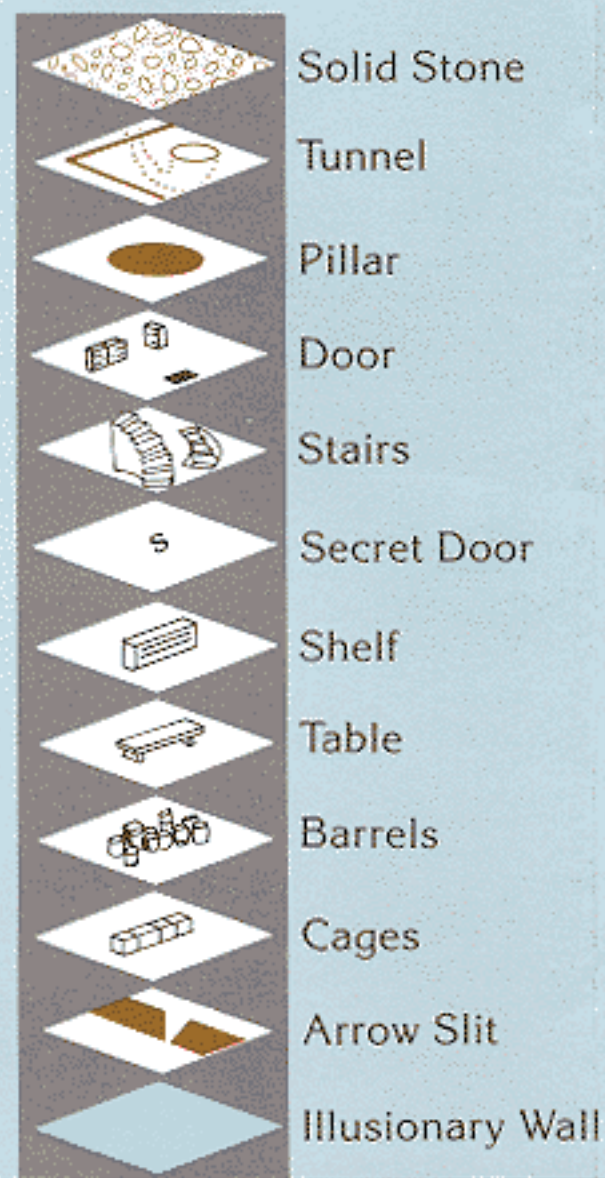 Solid Stone
Tunnel
Pillar
Door
Stairs
S
Secret Door
Shelf
Table
Barrels
Cages
Arrow Slit
Illusionary Wall